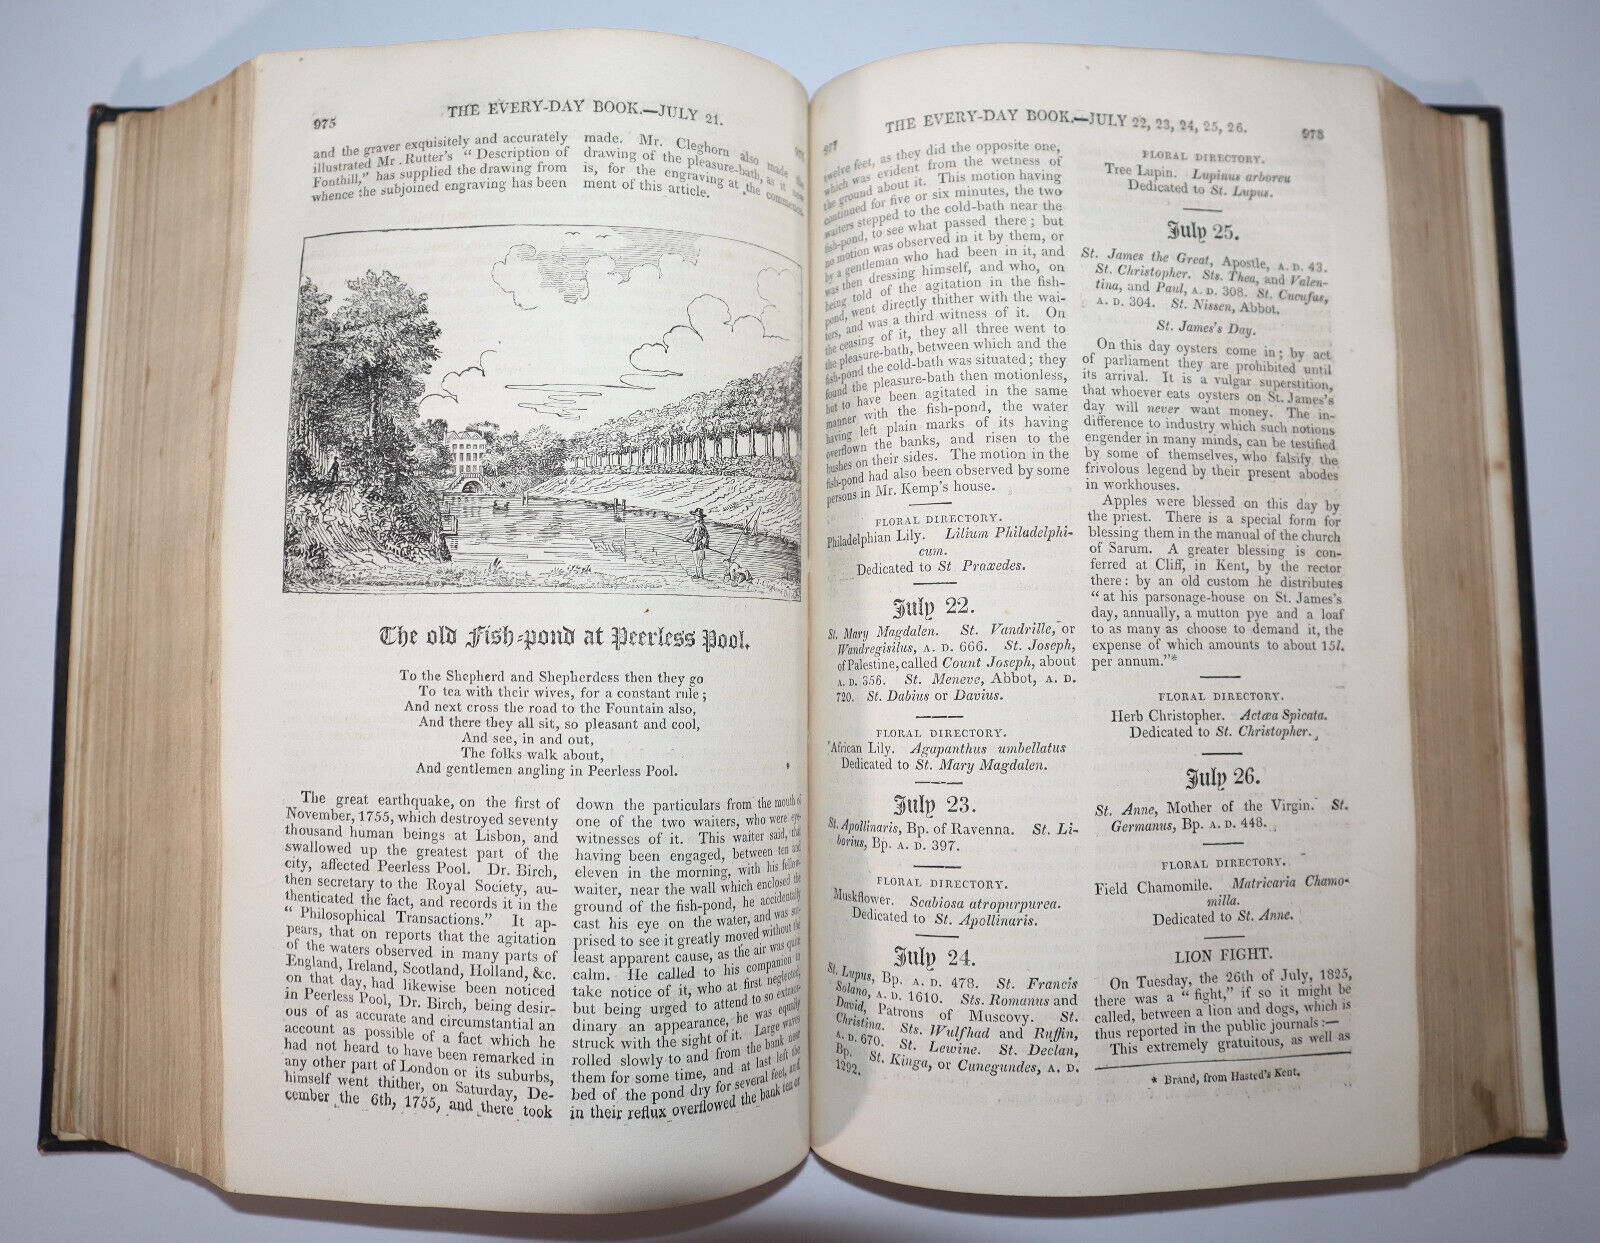 975
THE EVERY-DAY BOOK.—JULY 21.
976
and the graver exquisitely and accurately
illustrated Mr. Rutter's "Description of
Fonthill," has supplied the drawing from
whence the subjoined engraving has been
made. Mr. Cleghorn also made the
drawing of the pleasure-bath, as it now
is, for the engraving at the commence-
ment of this article.
The old Fish-pond at Peerless Pool.
To the Shepherd and Shepherdess then they go
To tea with their wives, for a constant rule;
And next cross the road to the Fountain also,
And there they all sit, so pleasant and cool,
And see, in and out,
The folks walk about,
And gentlemen angling in Peerless Pool.
The great earthquake, on the first of
November, 1755, which destroyed seventy
thousand human beings at Lisbon, and
swallowed up the greatest part of the
city, affected Peerless Pool. Dr. Birch,
then secretary to the Royal Society, au-
thenticated the fact, and records it in the
"Philosophical Transactions." It ap-
pears, that on reports that the agitation
of the waters observed in many parts of
England, Ireland, Scotland, Holland, &c.
on that day, had likewise been noticed
in Peerless Pool, Dr. Birch, being desir-
ous of as accurate and circumstantial an
account as possible of a fact which he
had not heard to have been remarked in
any other part of London or its suburbs,
himself went thither, on Saturday, De-
cember the 6th, 1755, and there took
down the particulars from the mouth of
one of the two waiters, who were eye-
witnesses of it. This waiter said, that
having been engaged, between ten and
eleven in the morning, with his fellow-
waiter, near the wall which enclosed the
ground of the fish-pond, he accidentally
cast his eye on the water, and was sur-
prised to see it greatly moved without the
least apparent cause, as the air was quite
calm. He called to his companion to
take notice of it, who at first neglected,
but being urged to attend to so extraor-
dinary an appearance, he was equally
struck with the sight of it. Large waves
rolled slowly to and from the bank near
them for some time, and at last left the
bed of the pond dry for several feet, and
in their reflux overflowed the bank ten or
977
THE EVERY-DAY BOOK.—JULY 22, 23, 24, 25, 26.
978
twelve feet, as they did the opposite one,
which was evident from the wetness of
the ground about it. This motion having
continued for five or six minutes, the two
waiters stepped to the cold-bath near the
fish-pond, to see what passed there; but
no motion was observed in it by them, or
by a gentleman who had been in it, and
was then dressing himself, and who, on
being told of the agitation in the fish-
pond, went directly thither with the wai-
ters, and was a third witness of it. On
the ceasing of it, they all three went to
the pleasure-bath, between which and the
fish-pond the cold-bath was situated; they
found the pleasure-bath then motionless,
but to have been agitated in the same
manner with the fish-pond, the water
having left plain marks of its having
overflown the banks, and risen to the
bushes on their sides. The motion in the
fish-pond had also been observed by some
persons in Mr. Kemp's house.
FLORAL DIRECTORY.
Philadelphian Lily. Lilium Philadelphi-
cum.
Dedicated to St Praxedes.
July 22.
St. Mary Magdalen. St. Vandrille, or
Wandregisilus, A. D. 666. St. Joseph,
of Palestine, called Count Joseph, about
A. D. 356. St. Meneve, Abbot, A. D.
720. St. Dabius or Davius.
FLORAL DIRECTORY.
African Lily. Agapanthus umbellatus
Dedicated to St. Mary Magdalen.
July 23.
St. Apollinaris, Bp. of Ravenna. St. Li-
borius, Bp. A. D. 397.
FLORAL DIRECTORY.
Muskflower. Scabiosa atropurpurea.
Dedicated to St. Apollinaris.
July 24.
St. Lupus, Bp. A. D. 478. St. Francis
Solano, A. D. 1610. Sts. Romanus and
David, Patrons of Muscovy. St.
Christina. Sts. Wulfhad and Ruffin,
A. D. 670. St. Lewine. St. Declan,
Bp. St. Kinga, or Cunegundes, A. D.
1292.
FLORAL DIRECTORY.
Tree Lupin. Lupinus arboreu
Dedicated to St. Lupus.
July 25.
St. James the Great, Apostle, A. D. 43.
St. Christopher. Sts. Thea, and Valen-
tina, and Paul, A. D. 308. St. Cucufas,
A. D. 304. St. Nissen, Abbot.
St. James's Day.
On this day oysters come in; by act
of parliament they are prohibited until
its arrival. It is a vulgar superstition,
that whoever eats oysters on St. James's
day will never want money. The in-
difference to industry which such notions
engender in many minds, can be testified
by some of themselves, who falsify the
frivolous legend by their present abodes
in workhouses.
Apples were blessed on this day by
the priest. There is a special form for
blessing them in the manual of the church
of Sarum. A greater blessing is con-
ferred at Cliff, in Kent, by the rector
there: by an old custom he distributes
"at his parsonage-house on St. James's
day, annually, a mutton pye and a loaf
to as many as choose to demand it, the
expense of which amounts to about 15l.
per annum."*
FLORAL DIRECTORY.
Herb Christopher. Actæa Spicata.
Dedicated to St. Christopher.
July 26.
St. Anne, Mother of the Virgin. St.
Germanus, Bp. A. D. 448.
FLORAL DIRECTORY.
Field Chamomile. Matricaria Chamo-
milla.
Dedicated to St. Anne.
LION FIGHT.
On Tuesday, the 26th of July, 1825,
there was a "fight," if so it might be
called, between a lion and dogs, which is
thus reported in the public journals:—
This extremely gratuitous, as well as
* Brand, from Hasted's Kent.